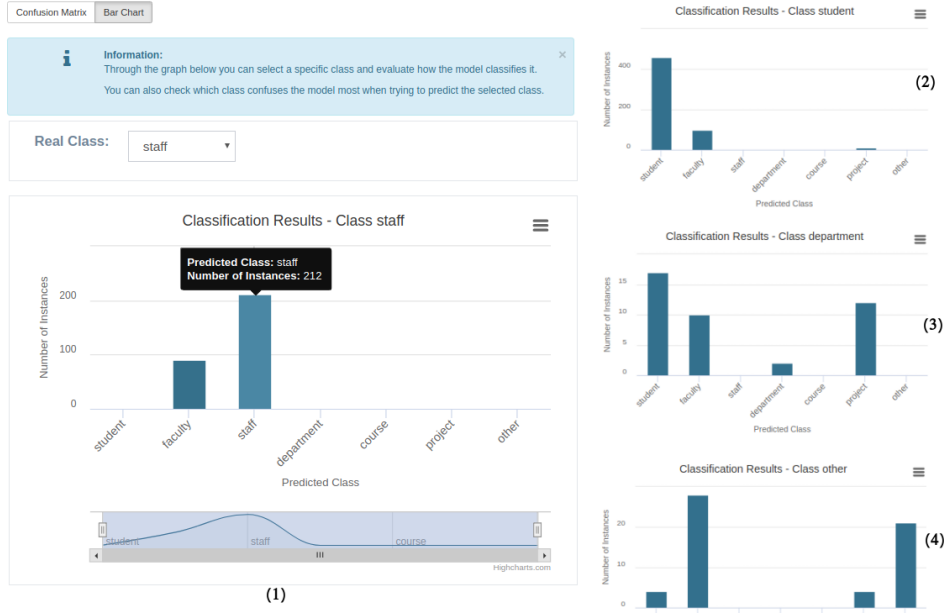 Confusion Matrix
Bar Chart
i
Information:
×
Through the graph below you can select a specific class and evaluate how the model classifies it.
You can also check which class confuses the model most when trying to predict the selected class.
Real Class:
staff
Classification Results - Class staff
Predicted Class: staff
Number of Instances: 212
Number of Instances
200
100
0
student
faculty
staff
department
course
project
other
Predicted Class
student
staff
course
Highcharts.com
(1)
Classification Results - Class student
Number of Instances
400
200
0
student
faculty
staff
department
course
project
other
Predicted Class
(2)
Classification Results - Class department
Number of Instances
15
10
5
0
student
faculty
staff
department
course
project
other
Predicted Class
(3)
Classification Results - Class other
Number of Instances
20
10
0
(4)